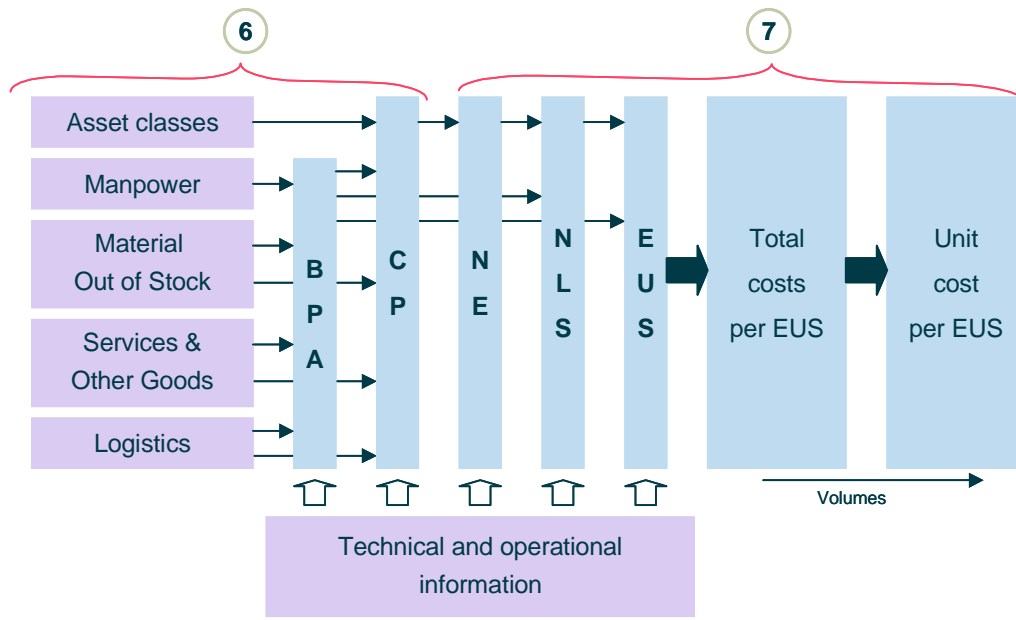 6
7
Asset classes
Manpower
Material
Out of Stock
Services &
Other Goods
Logistics
B
P
A
C
P
N
E
N
L
S
E
U
S
Total
costs
per EUS
Unit
cost
per EUS
Volumes
Technical and operational
information